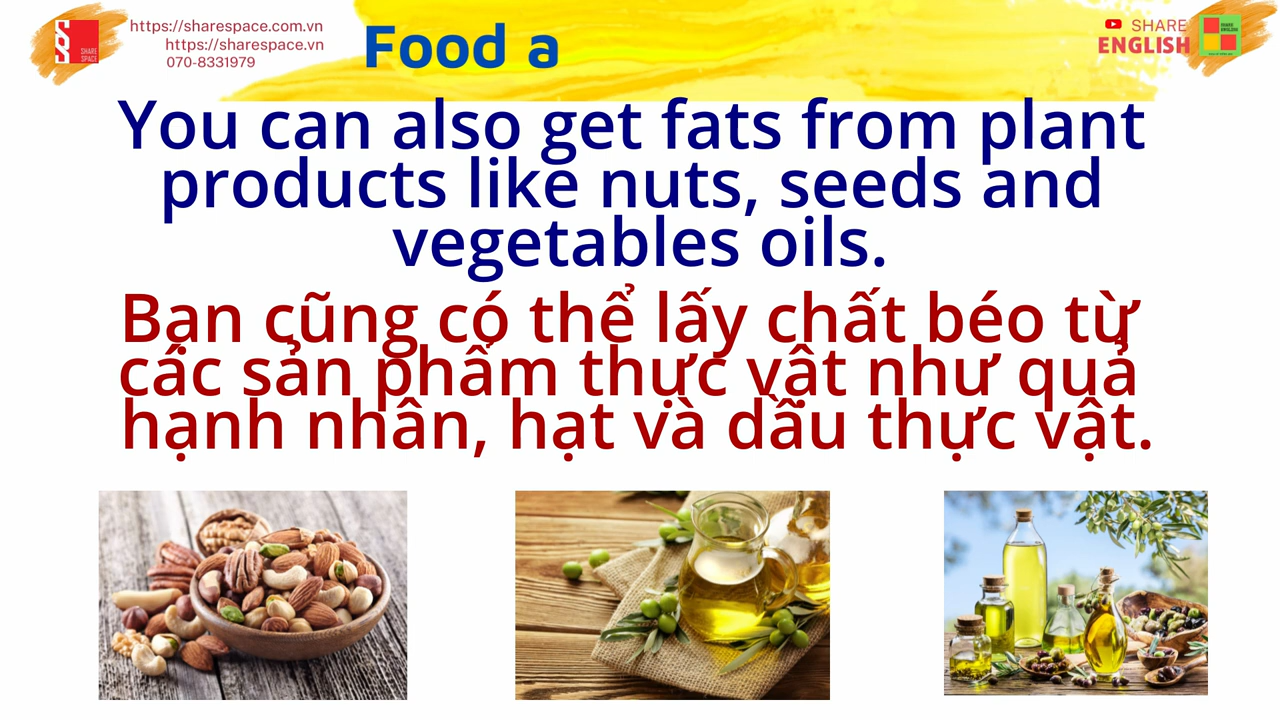 https://sharespace.com.vn
https://sharespace.vn
070-8331979
SHARE SPACE
Food a
SHARE
ENGLISH
You can also get fats from plant
products like nuts, seeds and
vegetables oils.
Bạn cũng có thể lấy chất béo từ
các sản phẩm thực vật như quả
hạnh nhân, hạt và dầu thực vật.